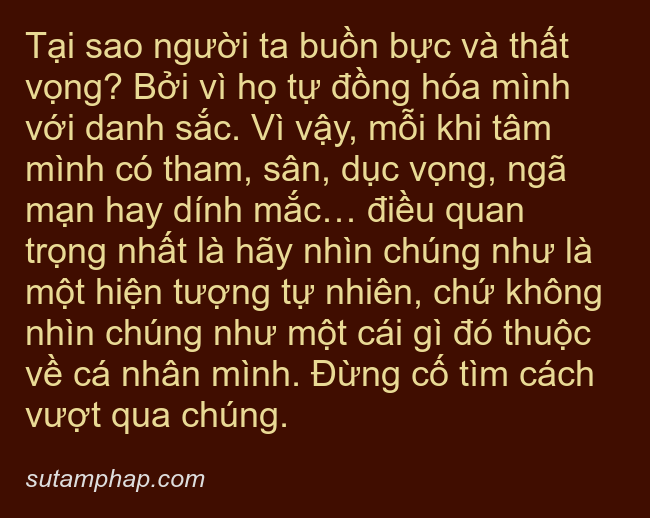 Tại sao người ta buồn bực và thất
vọng? Bởi vì họ tự đồng hóa mình
với danh sắc. Vì vậy, mỗi khi tâm
mình có tham, sân, dục vọng, ngã
mạn hay dính mắc… điều quan
trọng nhất là hãy nhìn chúng như là
một hiện tượng tự nhiên, chứ không
nhìn chúng như một cái gì đó thuộc
về cá nhân mình. Đừng cố tìm cách
vượt qua chúng.
sutamphap.com